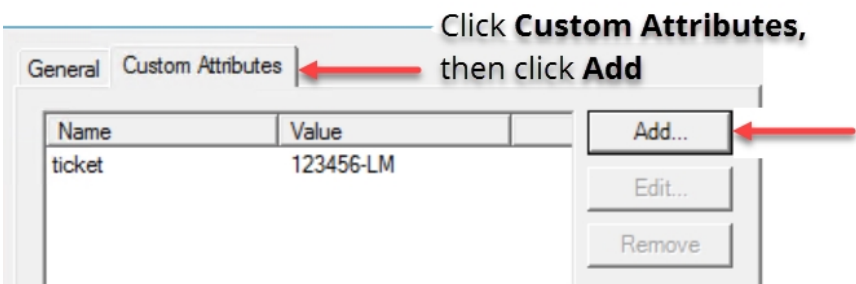 Click Custom Attributes,
then click Add
General Custom Attributes
Name Value Add...
ticket 123456-LM
Edit...
Remove